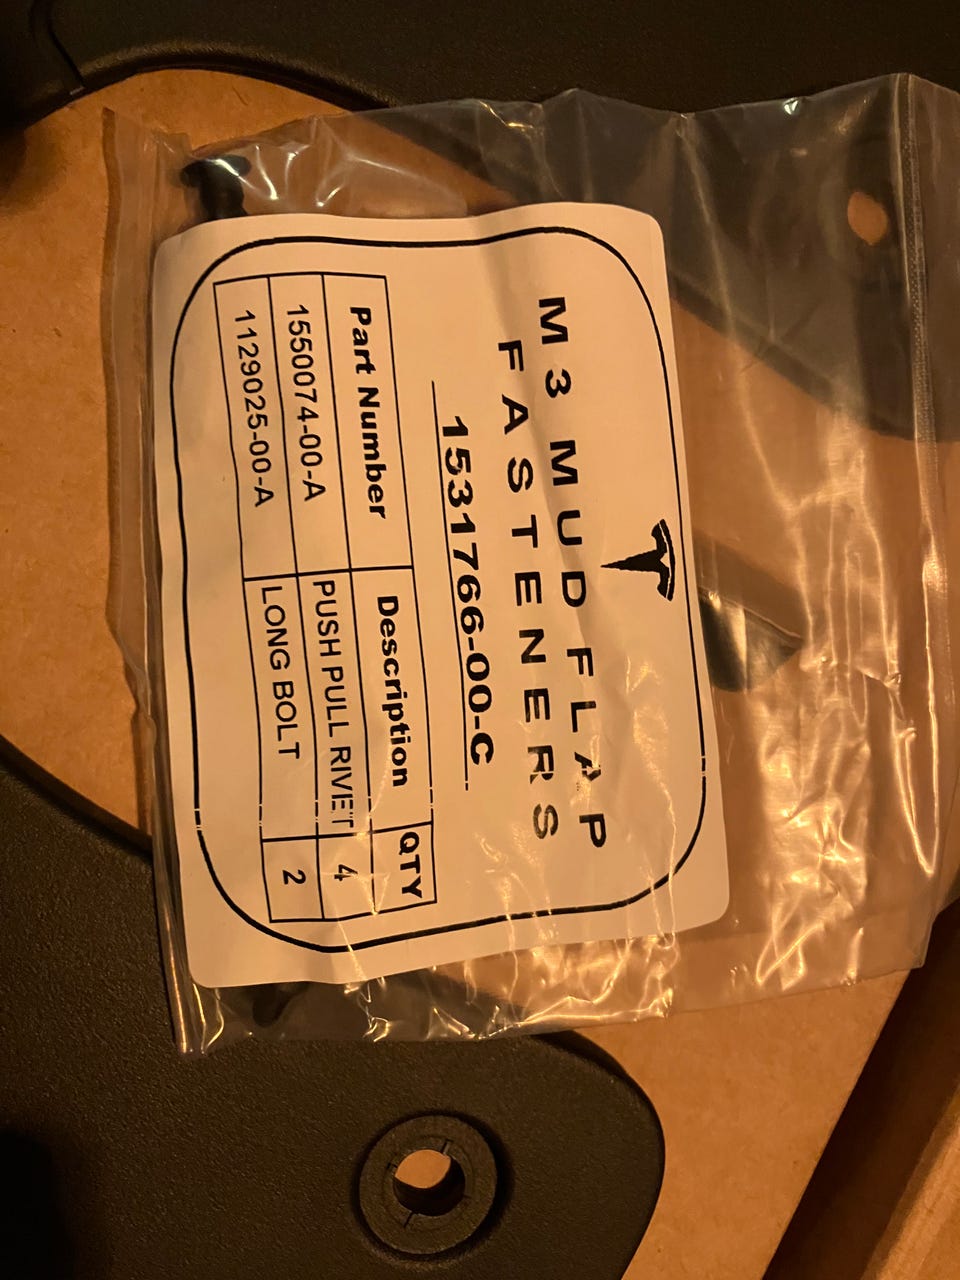 M3 MUD FLAP
FASTENERS
1531766-00-C
Part Number Description QTY
1550074-00-A PUSH PULL RIVET 4
1129025-00-A LONG BOLT 2